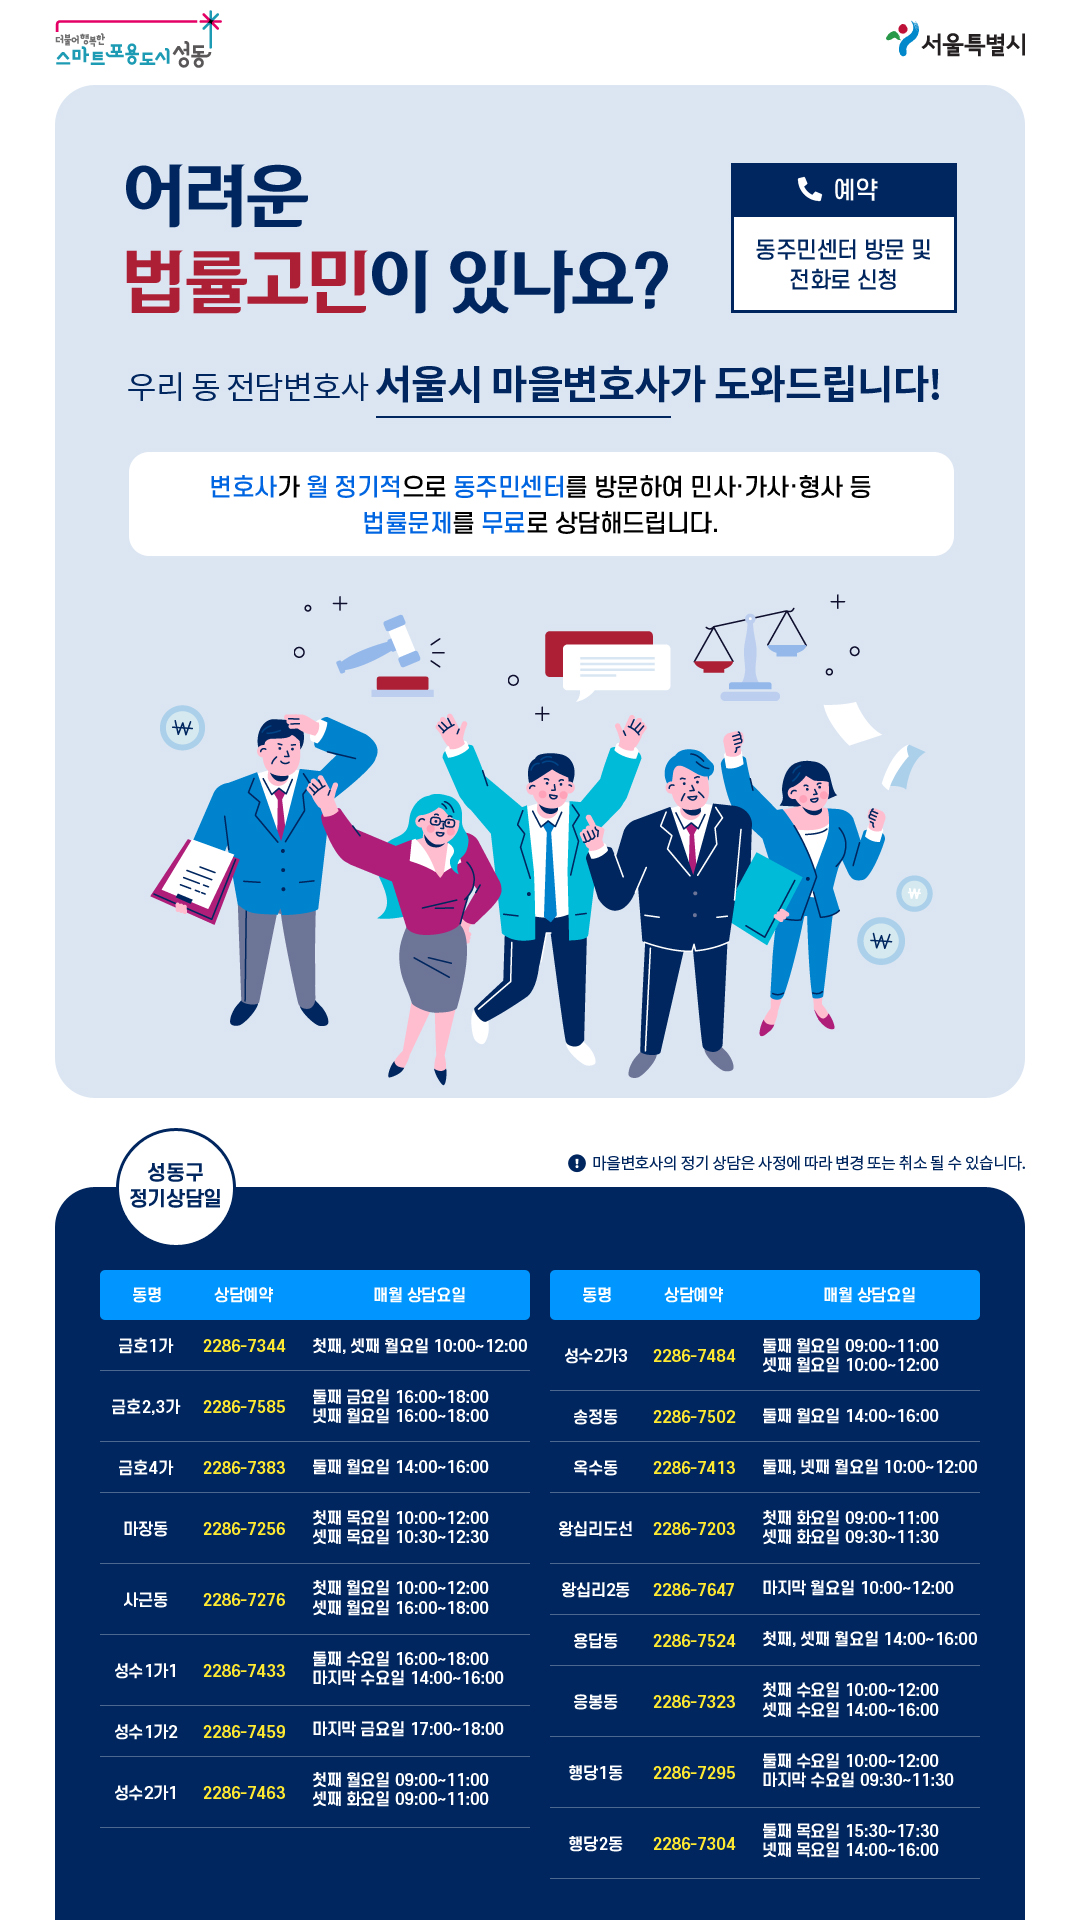 더불어행복한
스마트포용도시성동
서울특별시
어려운
법률고민이 있나요?
예약
동주민센터 방문 및
전화로 신청
우리 동 전담변호사 서울시 마을변호사가 도와드립니다!
변호사가 월 정기적으로 동주민센터를 방문하여 민사·가사·형사 등
법률문제를 무료로 상담해드립니다.
₩
₩
₩
성동구
정기상담일
! 마을변호사의 정기 상담은 사정에 따라 변경 또는 취소 될 수 있습니다.
동명 상담예약 매월 상담요일
금호1가 2286-7344 첫째, 셋째 월요일 10:00~12:00
금호2,3가 2286-7585 둘째 금요일 16:00~18:00
넷째 월요일 16:00~18:00
금호4가 2286-7383 둘째 월요일 14:00~16:00
마장동 2286-7256 첫째 목요일 10:00~12:00
셋째 목요일 10:30~12:30
사근동 2286-7276 첫째 월요일 10:00~12:00
셋째 월요일 16:00~18:00
성수1가1 2286-7433 둘째 수요일 16:00~18:00
마지막 수요일 14:00~16:00
성수1가2 2286-7459 마지막 금요일 17:00~18:00
성수2가1 2286-7463 첫째 월요일 09:00~11:00
셋째 화요일 09:00~11:00
동명 상담예약 매월 상담요일
성수2가3 2286-7484 둘째 월요일 09:00~11:00
셋째 월요일 10:00~12:00
송정동 2286-7502 둘째 월요일 14:00~16:00
옥수동 2286-7413 둘째, 넷째 월요일 10:00~12:00
왕십리도선 2286-7203 첫째 화요일 09:00~11:00
셋째 화요일 09:30~11:30
왕십리2동 2286-7647 마지막 월요일 10:00~12:00
용답동 2286-7524 첫째, 셋째 월요일 14:00~16:00
응봉동 2286-7323 첫째 수요일 10:00~12:00
셋째 수요일 14:00~16:00
행당1동 2286-7295 둘째 수요일 10:00~12:00
마지막 수요일 09:30~11:30
행당2동 2286-7304 둘째 목요일 15:30~17:30
넷째 목요일 14:00~16:00